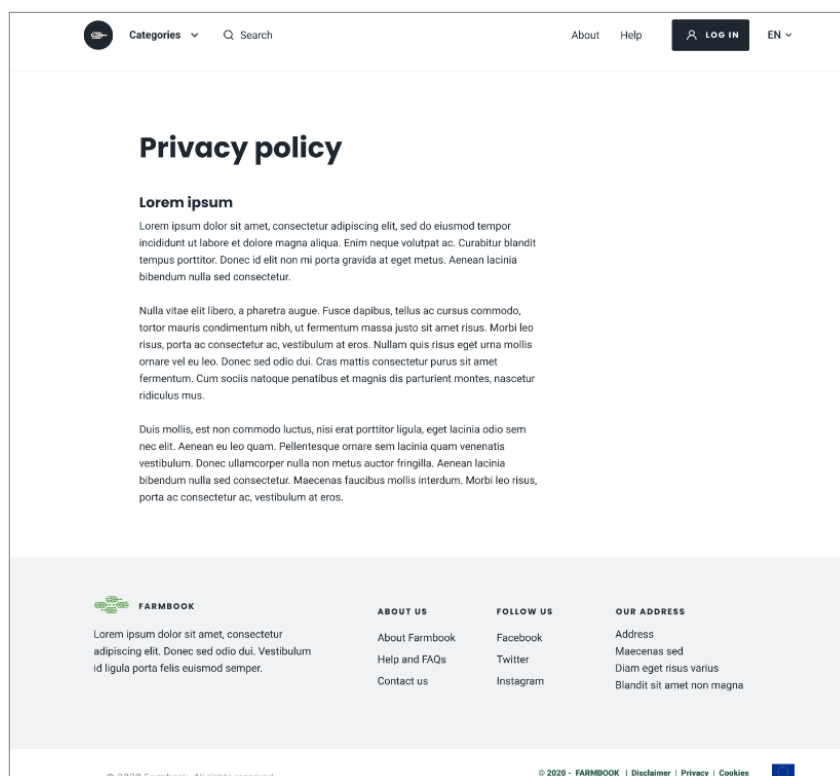 Categories
Search
About
Help
LOG IN
EN
Privacy policy
Lorem ipsum
Lorem ipsum dolor sit amet, consectetur adipiscing elit, sed do eiusmod tempor
incididunt ut labore et dolore magna aliqua. Enim neque volutpat ac. Curabitur blandit
tempus porttitor. Donec id elit non mi porta gravida at eget metus. Aenean lacinia
bibendum nulla sed consectetur.
Nulla vitae elit libero, a pharetra augue. Fusce dapibus, tellus ac cursus commodo,
tortor mauris condimentum nibh, ut fermentum massa justo sit amet risus. Morbi leo
risus, porta ac consectetur ac, vestibulum at eros. Nullam quis risus eget urna mollis
ornare vel eu leo. Donec sed odio dui. Cras mattis consectetur purus sit amet
fermentum. Cum sociis natoque penatibus et magnis dis parturient montes, nascetur
ridiculus mus.
Duis mollis, est non commodo luctus, nisi erat porttitor ligula, eget lacinia odio sem
nec elit. Aenean eu leo quam. Pellentesque ornare sem lacinia quam venenatis
vestibulum. Donec ullamcorper nulla non metus auctor fringilla. Aenean lacinia
bibendum nulla sed consectetur. Maecenas faucibus mollis interdum. Morbi leo risus,
porta ac consectetur ac, vestibulum at eros.
FARMBOOK
Lorem ipsum dolor sit amet, consectetur
adipiscing elit. Donec sed odio dui. Vestibulum
id ligula porta felis euismod semper.
ABOUT US
About Farmbook
Help and FAQs
Contact us
FOLLOW US
Facebook
Twitter
Instagram
OUR ADDRESS
Address
Maecenas sed
Diam eget risus varius
Blandit sit amet non magna
© 2020 Farmbook. All rights reserved
© 2020 - FARMBOOK | Disclaimer | Privacy | Cookies